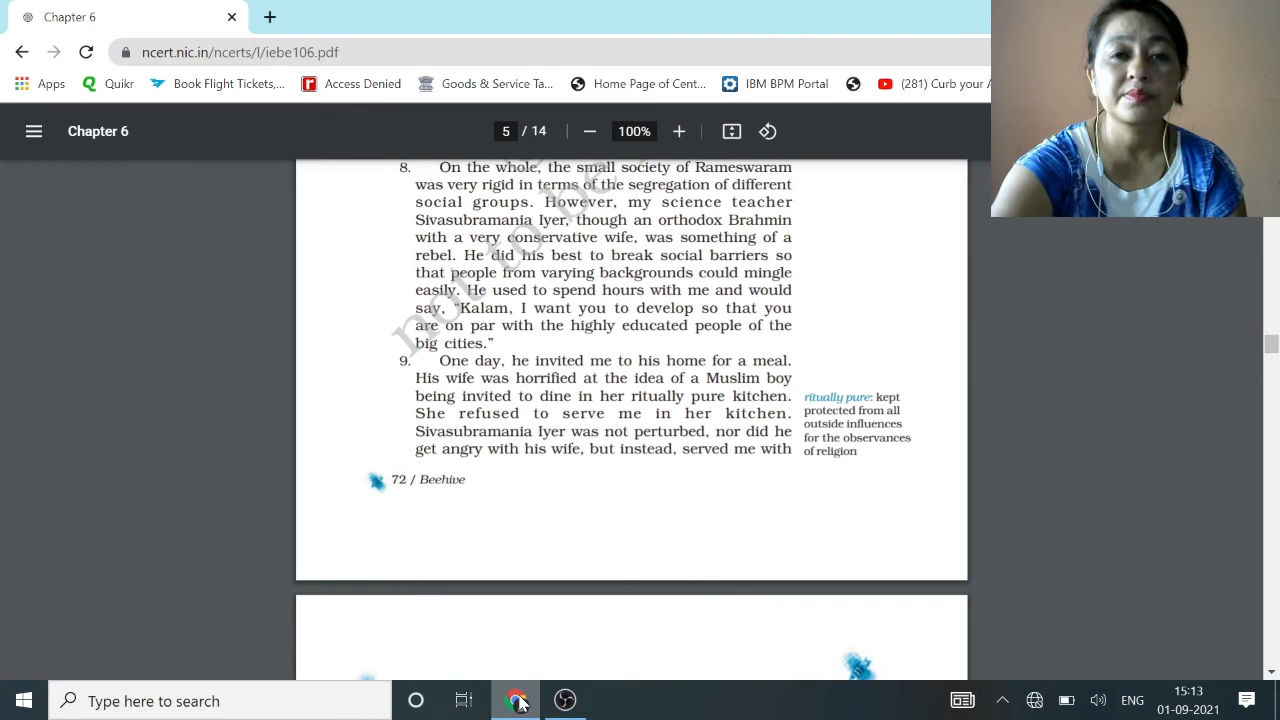 Chapter 6
ncert.nic.in/ncerts/l/iebe106.pdf
Apps
Quikr
Book Flight Tickets,...
Access Denied
Goods & Service Ta...
Home Page of Cent...
IBM BPM Portal
(281) Curb your A
Chapter 6
5 / 14
100%
8. On the whole, the small society of Rameswaram
was very rigid in terms of the segregation of different
social groups. However, my science teacher
Sivasubramania Iyer, though an orthodox Brahmin
with a very conservative wife, was something of a
rebel. He did his best to break social barriers so
that people from varying backgrounds could mingle
easily. He used to spend hours with me and would
say, “Kalam, I want you to develop so that you
are on par with the highly educated people of the
big cities.”
9. One day, he invited me to his home for a meal.
His wife was horrified at the idea of a Muslim boy
being invited to dine in her ritually pure kitchen.
She refused to serve me in her kitchen.
Sivasubramania Iyer was not perturbed, nor did he
get angry with his wife, but instead, served me with
ritually pure: kept
protected from all
outside influences
for the observances
of religion
not to be
72 / Beehive
Type here to search
ENG
15:13
01-09-2021